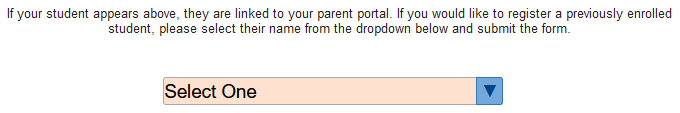 If your student appears above, they are linked to your parent portal. If you would like to register a previously enrolled
student, please select their name from the dropdown below and submit the form.
Select One